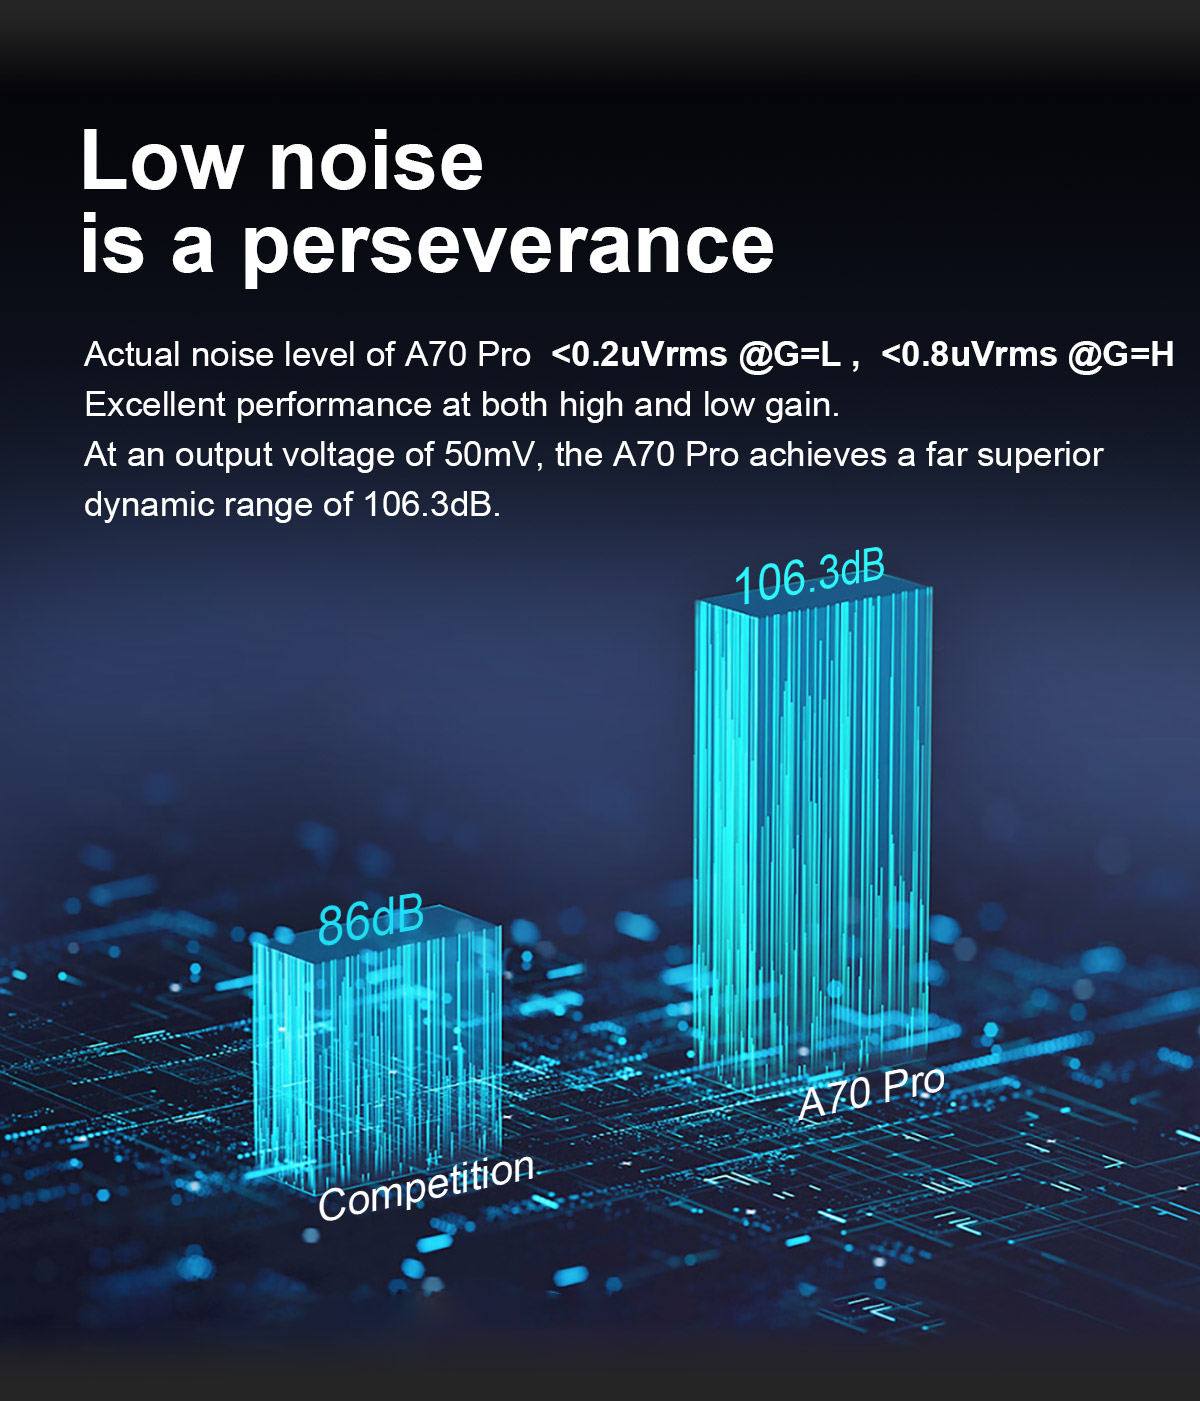 Low noise
is a perseverance
Actual noise level of A70 Pro <0.2uVrms @G=L , <0.8uVrms @G=H
Excellent performance at both high and low gain.
At an output voltage of 50mV, the A70 Pro achieves a far superior
dynamic range of 106.3dB.
106.3dB
86dB
A70 Pro
Competition